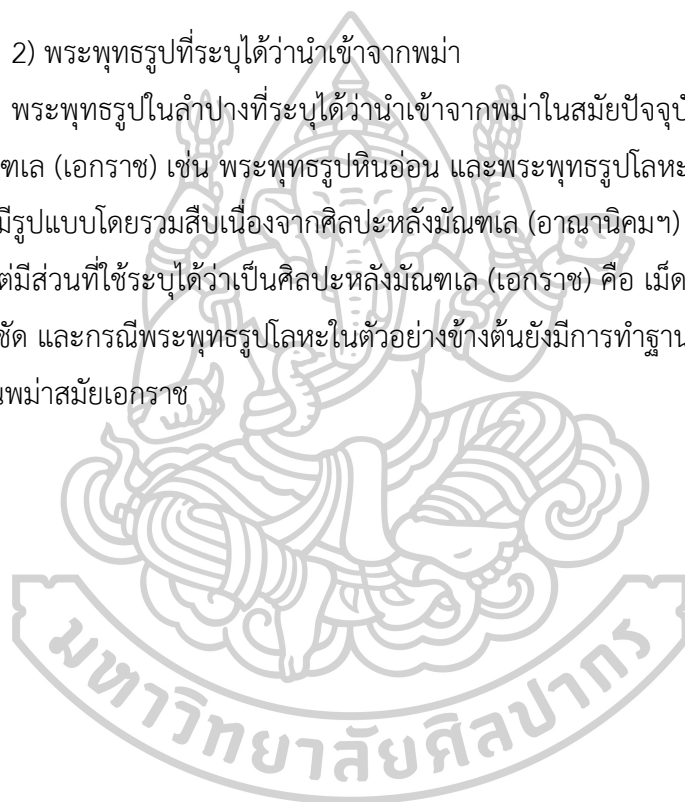 2) พระพุทธรูปที่ระบุได้ว่านำเข้าจากพม่า
พระพุทธรูปในลำปางที่ระบุได้ว่านำเข้าจากพม่าในสมัยปัจจุบั
ฑเล (เอกราช) เช่น พระพุทธรูปหินอ่อน และพระพุทธรูปโลหะ
มีรูปแบบโดยรวมสืบเนื่องจากศิลปะหลังมัณฑเล (อาณานิคมฯ)
ต่มีส่วนที่ใช้ระบุได้ว่าเป็นศิลปะหลังมัณฑเล (เอกราช) คือ เม็ด
ชัด และกรณีพระพุทธรูปโลหะในตัวอย่างข้างต้นยังมีการทำฐาน
นพม่าสมัยเอกราช
มหาวิทยาลัยศิลปากร